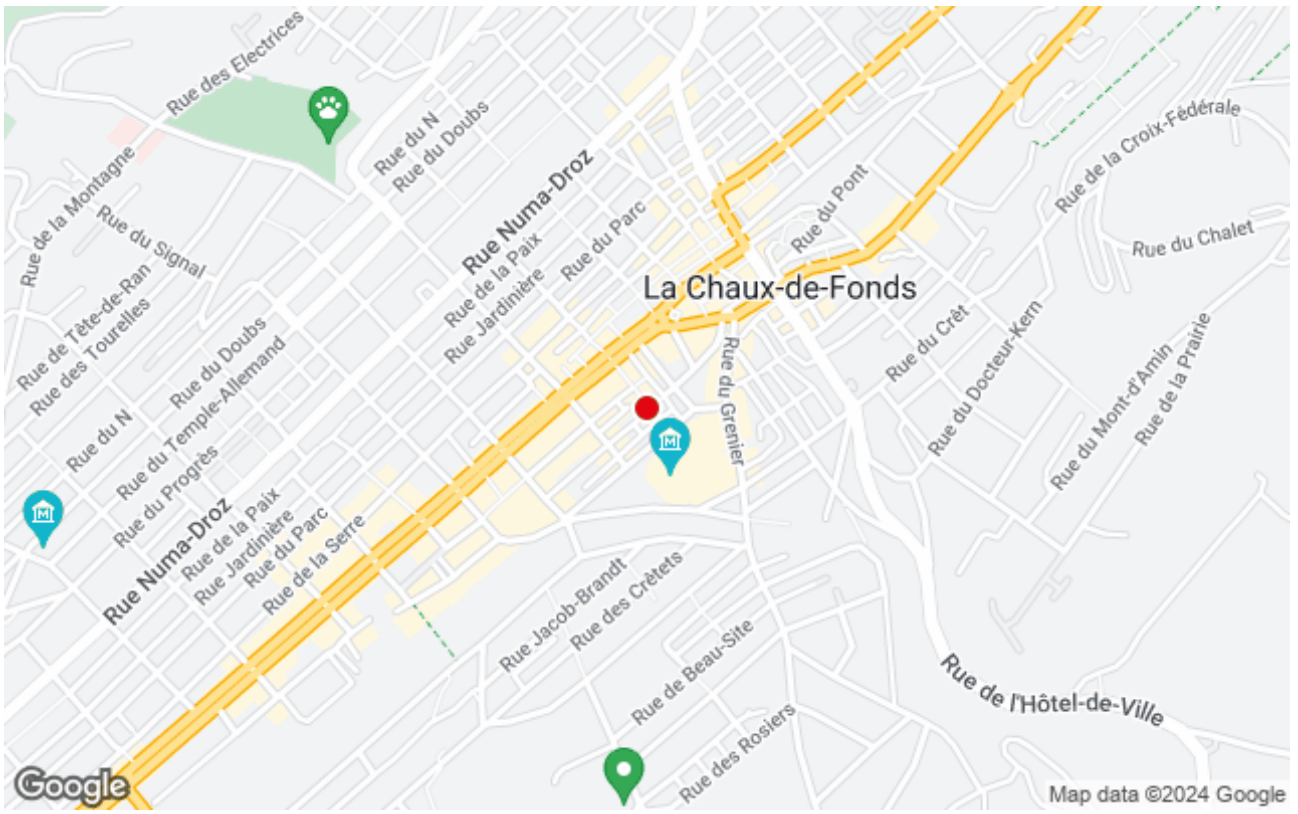 Rue des Electrices
Rue du N
Rue du Doubs
Rue de la Montagne
Rue Numa-Droz
Rue de la Croix-Fédérale
Rue du Signal
Rue du Parc
Rue du Pont
Rue de la Paix
Rue Jardinière
Rue du Chalet
Rue de Tête-de-Ran
Rue des Tourelles
La Chaux-de-Fonds
Rue du Doubs
Rue du Temple-Allemand
Rue du Crêt
Rue du Docteur-Kern
Rue du Grenier
Rue du Mont-d'Amin
Rue de la Prairie
Rue du N
Rue du Progrès
M
M
Rue Numa-Droz
Rue de la Paix
Rue Jardinière
Rue du Parc
Rue de la Serre
Rue Jacob-Brandt
Rue des Crêtets
Rue de Beau-Site
Rue de l'Hôtel-de-Ville
Rue des Rosiers
Google
Map data ©2024 Google